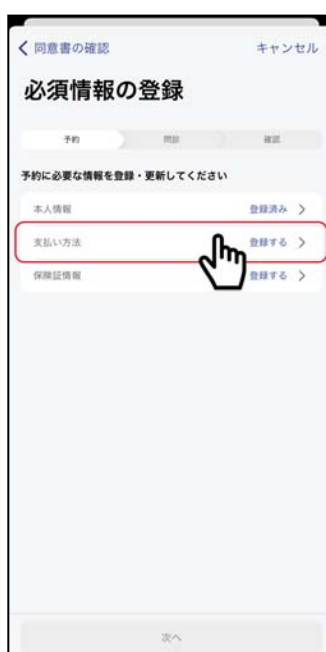 同意書の確認 キャンセル
必須情報の登録
予約 問診 確認
予約に必要な情報を登録・更新してください
本人情報 登録済み
支払い方法 登録する
保険証情報 登録する
次へ